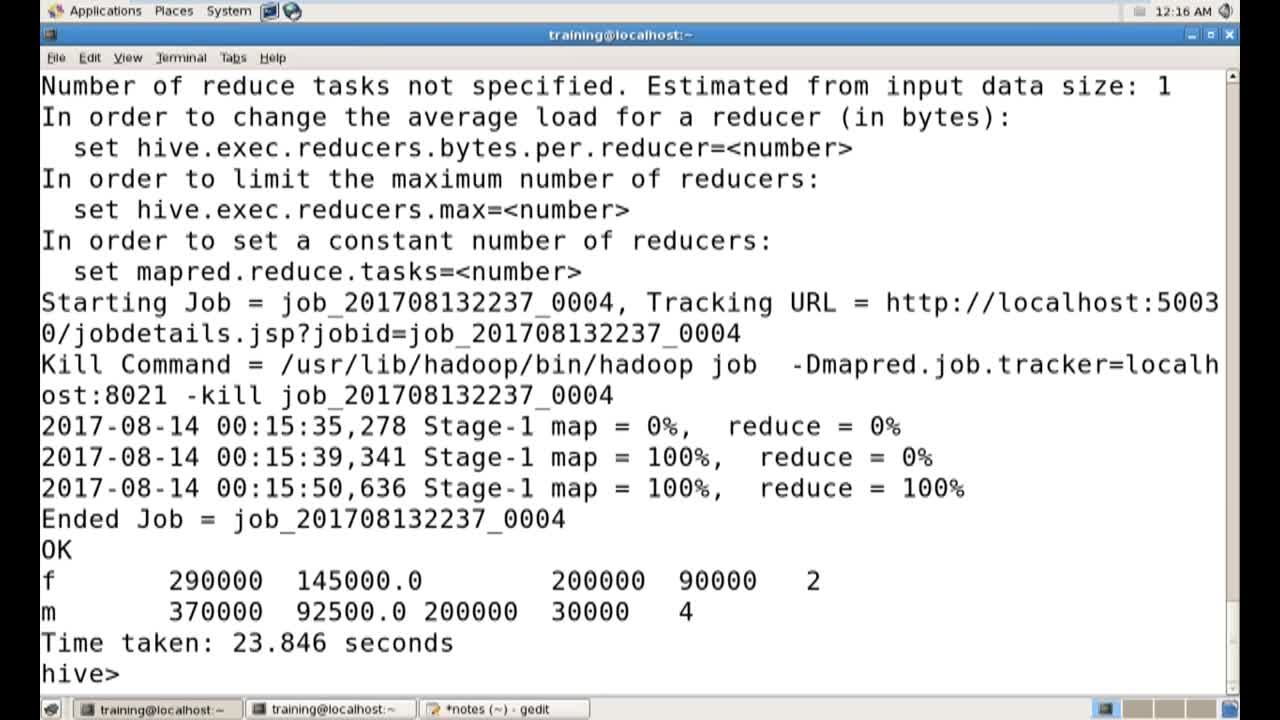 Applications Places System 12:16 AM
training@localhost:~
File Edit View Terminal Tabs Help
Number of reduce tasks not specified. Estimated from input data size: 1
In order to change the average load for a reducer (in bytes):
  set hive.exec.reducers.bytes.per.reducer=<number>
In order to limit the maximum number of reducers:
  set hive.exec.reducers.max=<number>
In order to set a constant number of reducers:
  set mapred.reduce.tasks=<number>
Starting Job = job_201708132237_0004, Tracking URL = http://localhost:5003
0/jobdetails.jsp?jobid=job_201708132237_0004
Kill Command = /usr/lib/hadoop/bin/hadoop job  -Dmapred.job.tracker=localh
ost:8021 -kill job_201708132237_0004
2017-08-14 00:15:35,278 Stage-1 map = 0%,  reduce = 0%
2017-08-14 00:15:39,341 Stage-1 map = 100%,  reduce = 0%
2017-08-14 00:15:50,636 Stage-1 map = 100%,  reduce = 100%
Ended Job = job_201708132237_0004
OK
f       290000  145000.0        200000  90000   2
m       370000  92500.0 200000  30000   4
Time taken: 23.846 seconds
hive>
training@localhost:~ training@localhost:~ *notes (~) - gedit